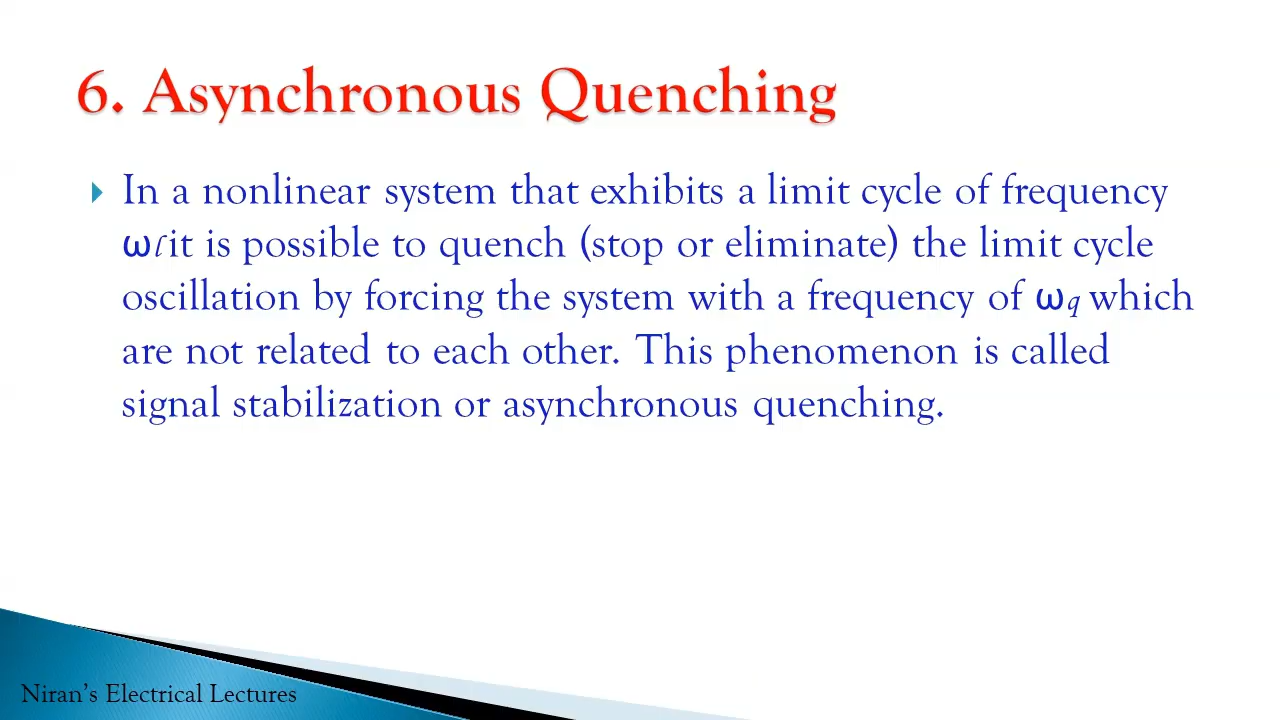 6. Asynchronous Quenching
In a nonlinear system that exhibits a limit cycle of frequency
ωl it is possible to quench (stop or eliminate) the limit cycle
oscillation by forcing the system with a frequency of ωq which
are not related to each other. This phenomenon is called
signal stabilization or asynchronous quenching.
Niran's Electrical Lectures